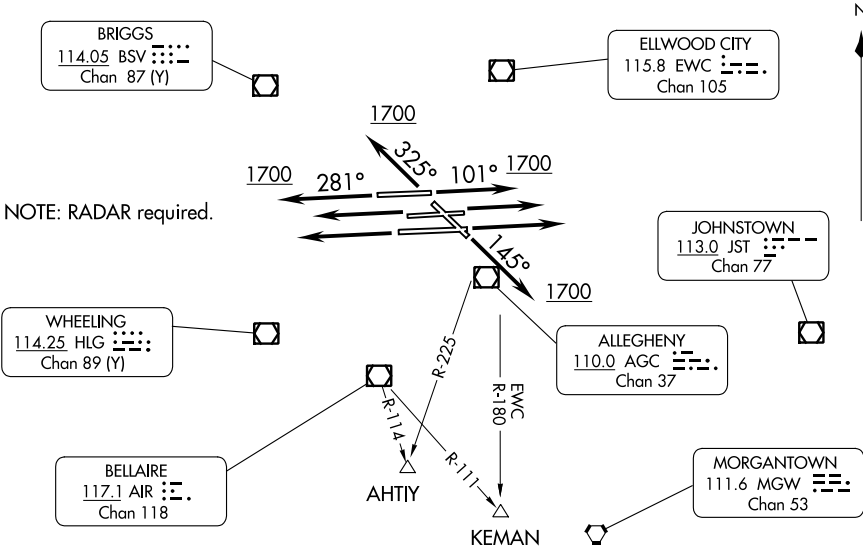 BRIGGS
114.05 BSV
Chan 87 (Y)
ELLWOOD CITY
115.8 EWC
Chan 105
N
1700
325°
1700
281°
101°
1700
NOTE: RADAR required.
145°
1700
JOHNSTOWN
113.0 JST
Chan 77
WHEELING
114.25 HLG
Chan 89 (Y)
ALLEGHENY
110.0 AGC
Chan 37
R-225
EWC
R-180
R-114
R-111
BELLAIRE
117.1 AIR
Chan 118
AHTIY
KEMAN
MORGANTOWN
111.6 MGW
Chan 53